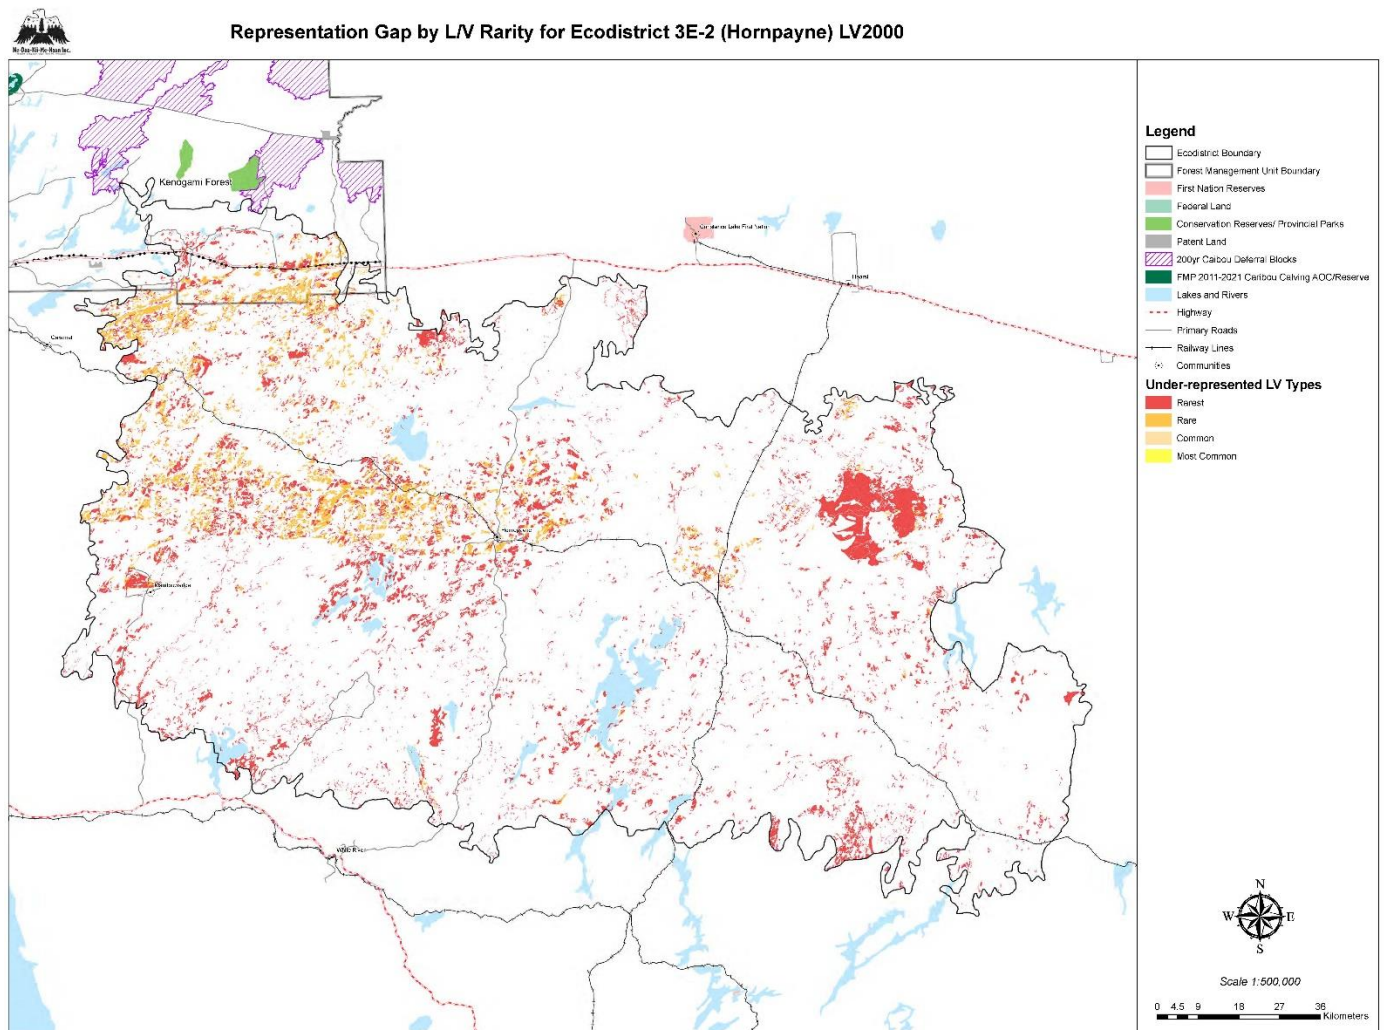 Representation Gap by L/V Rarity for Ecodistrict 3E-2 (Hornpayne) LV2000
Legend
Ecodistrict Boundary
Forest Management Unit Boundary
First Nation Reserves
Federal Land
Conservation Reserves/ Provincial Parks
Patent Land
200yr Caibou Deferral Blocks
FMP 2011-2021 Caribou Calving AOC/Reserve
Lakes and Rivers
Highway
Primary Roads
Railway Lines
Communities
Under-represented LV Types
Rarest
Rare
Common
Most Common
Kenogami Forest
N
W
E
S
Scale 1:500,000
0 4.5 9 18 27 36
Kilometers